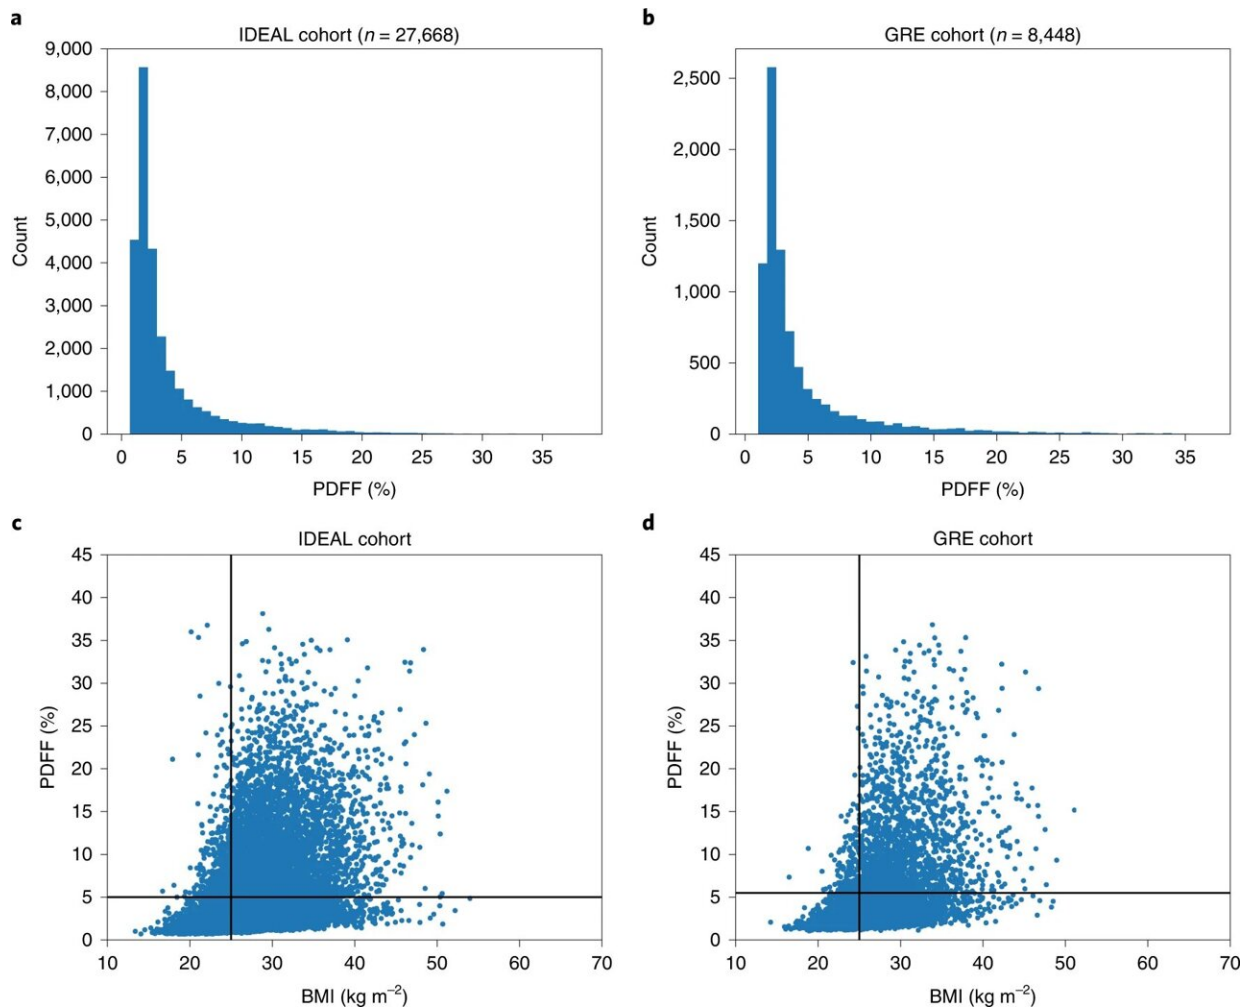 a
IDEAL cohort (n = 27,668)
9,000
8,000
7,000
6,000
5,000
4,000
3,000
2,000
1,000
0
Count
0 5 10 15 20 25 30 35
PDFF (%)
b
GRE cohort (n = 8,448)
2,500
2,000
1,500
1,000
500
0
Count
0 5 10 15 20 25 30 35
PDFF (%)
c
IDEAL cohort
45
40
35
30
25
20
15
10
5
0
PDFF (%)
10 20 30 40 50 60 70
BMI (kg m⁻²)
d
GRE cohort
45
40
35
30
25
20
15
10
5
0
PDFF (%)
10 20 30 40 50 60 70
BMI (kg m⁻²)